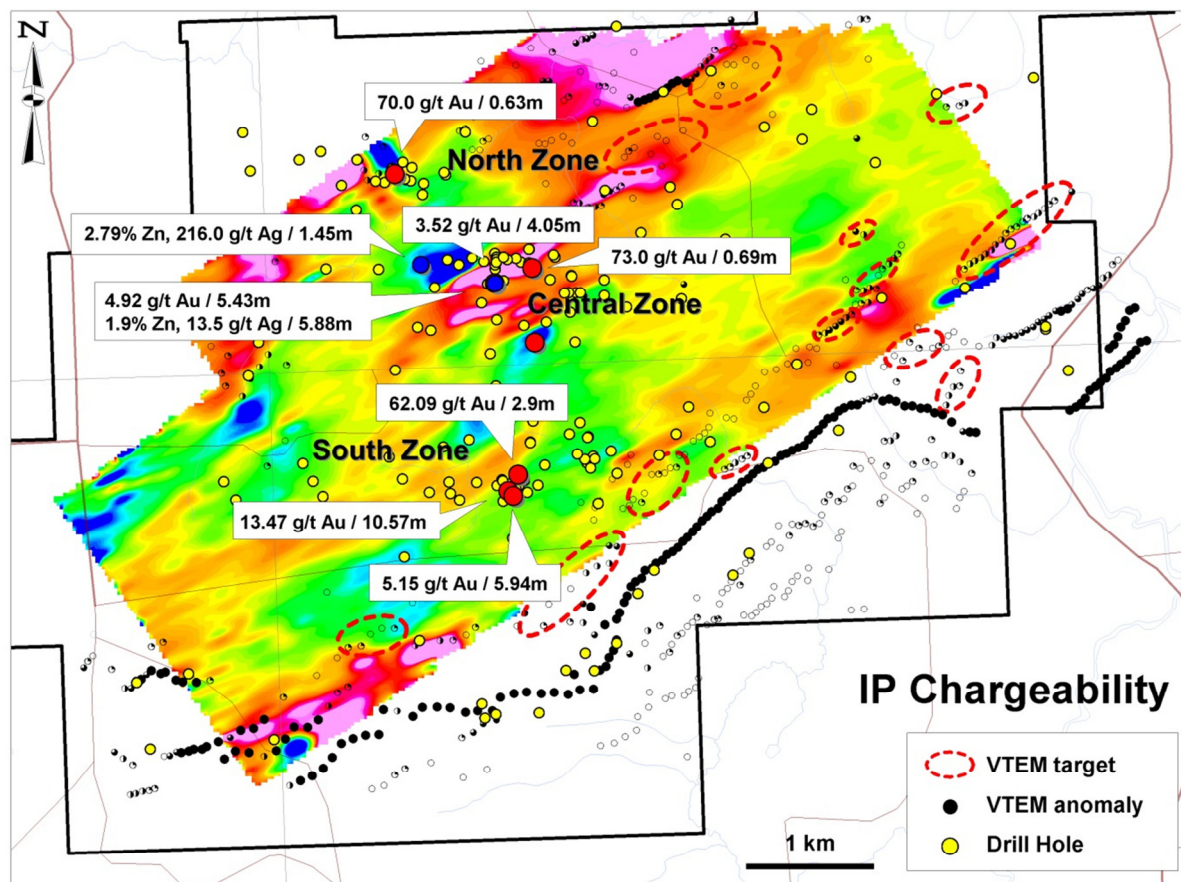 N
70.0 g/t Au / 0.63m
North Zone
2.79% Zn, 216.0 g/t Ag / 1.45m
3.52 g/t Au / 4.05m
73.0 g/t Au / 0.69m
4.92 g/t Au / 5.43m
1.9% Zn, 13.5 g/t Ag / 5.88m
Central Zone
62.09 g/t Au / 2.9m
South Zone
13.47 g/t Au / 10.57m
5.15 g/t Au / 5.94m
IP Chargeability
VTEM target
VTEM anomaly
Drill Hole
1 km